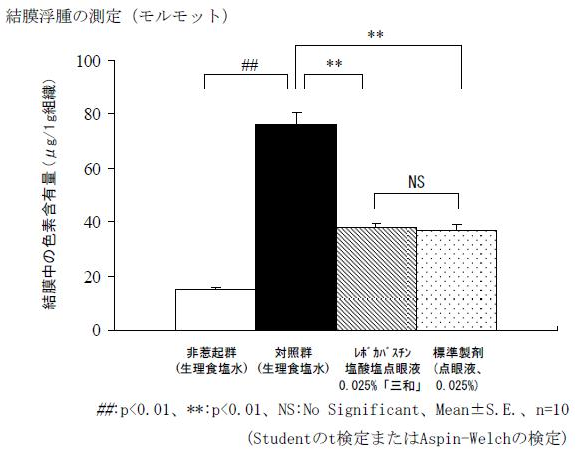 結膜浮腫の測定（モルモット）
**
##
**
NS
結膜中の色素含有量(μg/1g組織)
100
80
60
40
20
0
非惹起群
(生理食塩水)
対照群
(生理食塩水)
ﾚﾎﾞｶﾊﾞｽﾁﾝ
塩酸塩点眼液
0.025%「三和」
標準製剤
(点眼液、
0.025%)
##:p<0.01、**:p<0.01、NS:No Significant、Mean±S.E.、n=10
(Studentのt検定またはAspin-Welchの検定)